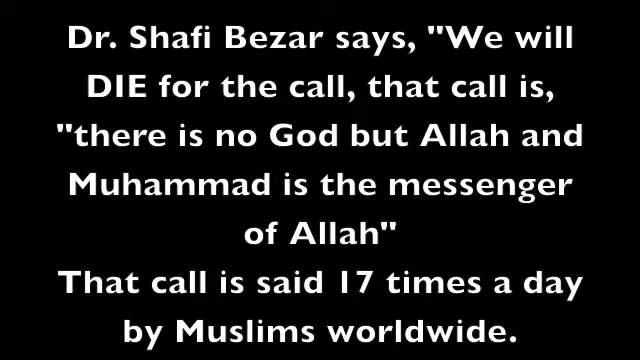 Dr. Shafi Bezar says, "We will
DIE for the call, that call is,
"there is no God but Allah and
Muhammad is the messenger
of Allah"
That call is said 17 times a day
by Muslims worldwide.